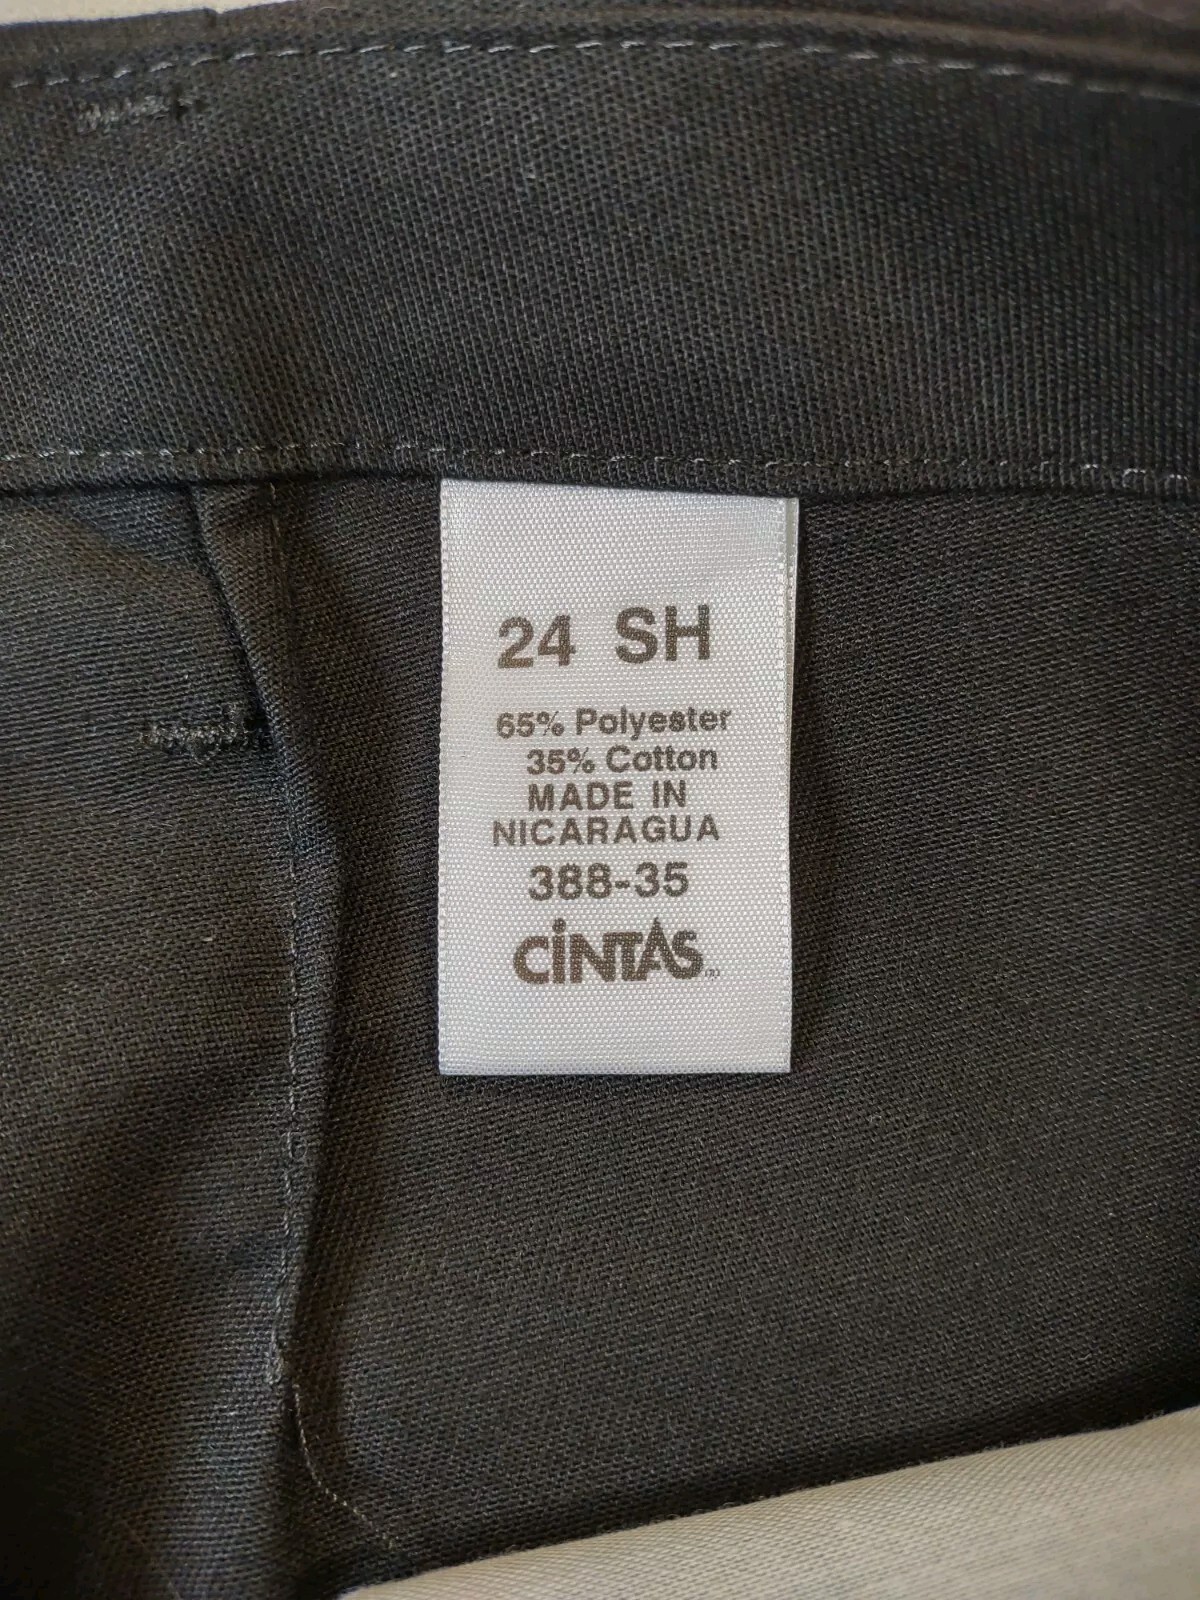 24 SH
65% Polyester
35% Cotton
MADE IN
NICARAGUA
388-35
CINTAS